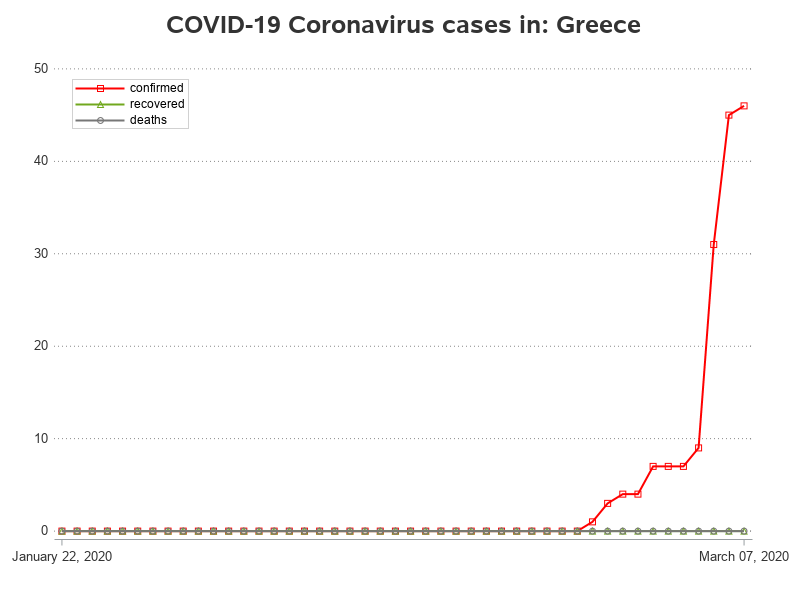 COVID-19 Coronavirus cases in: Greece
50
confirmed
recovered
deaths
40
30
20
10
0
January 22, 2020
March 07, 2020